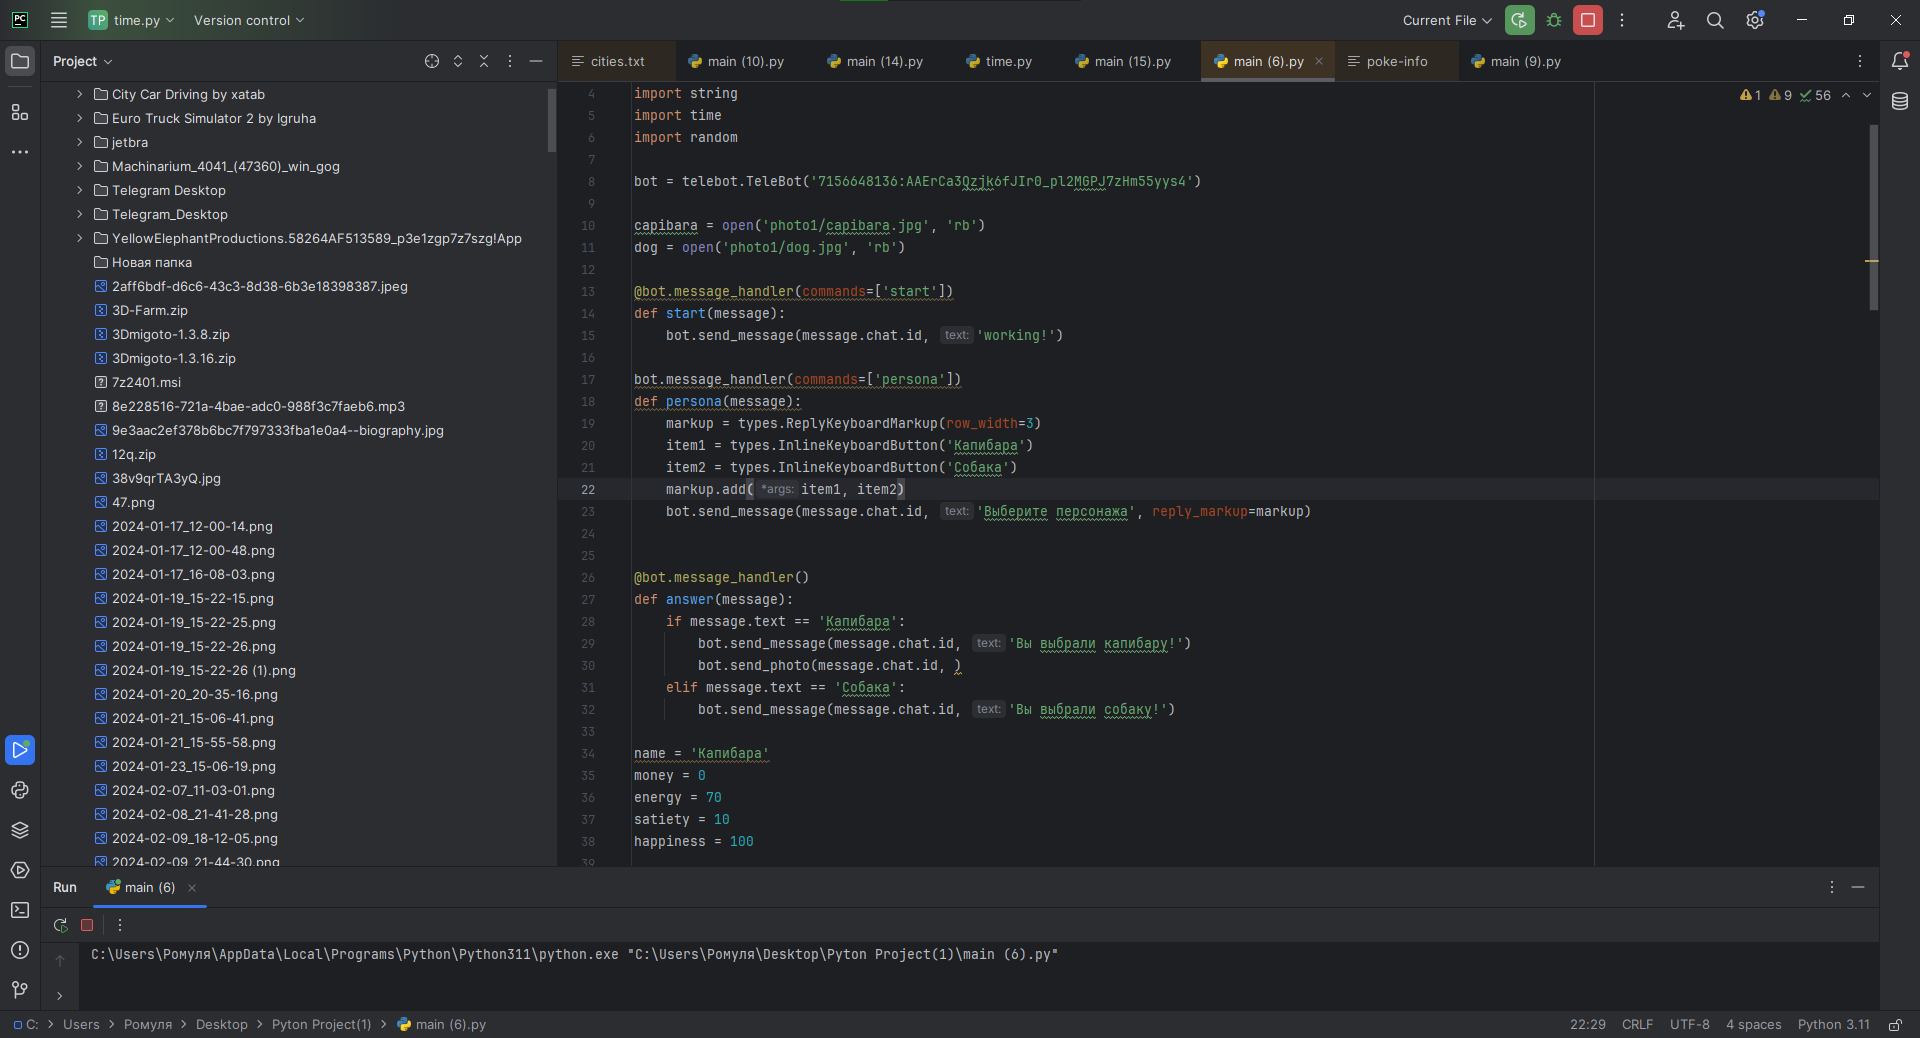 PC TP time.py Version control Current File
Project
cities.txt main (10).py main (14).py time.py main (15).py main (6).py poke-info main (9).py
City Car Driving by xatab
Euro Truck Simulator 2 by Igruha
jetbra
Machinarium_4041_(47360)_win_gog
Telegram Desktop
Telegram_Desktop
YellowElephantProductions.58264AF513589_p3e1zgp7z7szg!App
Новая папка
2aff6bdf-d6c6-43c3-8d38-6b3e18398387.jpeg
3D-Farm.zip
3Dmigoto-1.3.8.zip
3Dmigoto-1.3.16.zip
7z2401.msi
8e228516-721a-4bae-adc0-988f3c7faeb6.mp3
9e3aac2ef378b6bc7f797333fba1e0a4--biography.jpg
12q.zip
38v9qrTA3yQ.jpg
47.png
2024-01-17_12-00-14.png
2024-01-17_12-00-48.png
2024-01-17_16-08-03.png
2024-01-19_15-22-15.png
2024-01-19_15-22-25.png
2024-01-19_15-22-26.png
2024-01-19_15-22-26 (1).png
2024-01-20_20-35-16.png
2024-01-21_15-06-41.png
2024-01-21_15-55-58.png
2024-01-23_15-06-19.png
2024-02-07_11-03-01.png
2024-02-08_21-41-28.png
2024-02-09_18-12-05.png
2024-02-09_21-44-30.png
1 9 56
4 import string
5 import time
6 import random
7
8 bot = telebot.TeleBot('7156648136:AAErCa3Qzjk6fJIr0_pl2MGPJ7zHm55yys4')
9
10 capibara = open('photo1/capibara.jpg', 'rb')
11 dog = open('photo1/dog.jpg', 'rb')
12
13 @bot.message_handler(commands=['start'])
14 def start(message):
15 bot.send_message(message.chat.id, text: 'working!')
16
17 bot.message_handler(commands=['persona'])
18 def persona(message):
19 markup = types.ReplyKeyboardMarkup(row_width=3)
20 item1 = types.InlineKeyboardButton('Капибара')
21 item2 = types.InlineKeyboardButton('Собака')
22 markup.add( *args: item1, item2)
23 bot.send_message(message.chat.id, text: 'Выберите персонажа', reply_markup=markup)
24
25
26 @bot.message_handler()
27 def answer(message):
28 if message.text == 'Капибара':
29 bot.send_message(message.chat.id, text: 'Вы выбрали капибару!')
30 bot.send_photo(message.chat.id, )
31 elif message.text == 'Собака':
32 bot.send_message(message.chat.id, text: 'Вы выбрали собаку!')
33
34 name = 'Капибара'
35 money = 0
36 energy = 70
37 satiety = 10
38 happiness = 100
39
Run main (6)
C:\Users\Ромуля\AppData\Local\Programs\Python\Python311\python.exe "C:\Users\Ромуля\Desktop\Pyton Project(1)\main (6).py"
C: > Users > Ромуля > Desktop > Pyton Project(1) > main (6).py 22:29 CRLF UTF-8 4 spaces Python 3.11